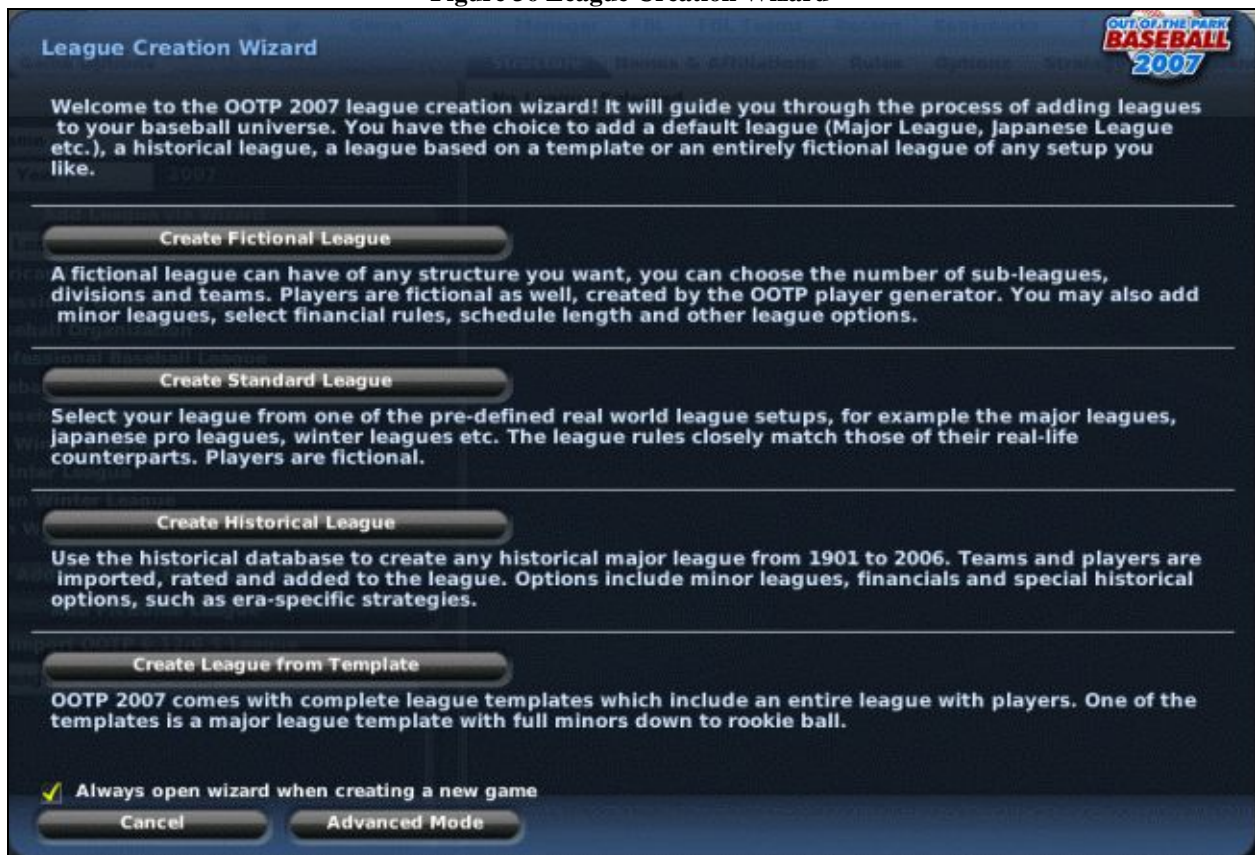 Figure 50 League Creation Wizard
League Creation Wizard
OUT OF THE PARK
BASEBALL
2007
Welcome to the OOTP 2007 league creation wizard! It will guide you through the process of adding leagues
to your baseball universe. You have the choice to add a default league (Major League, Japanese League
etc.), a historical league, a league based on a template or an entirely fictional league of any setup you
like.
Create Fictional League
A fictional league can have of any structure you want, you can choose the number of sub-leagues,
divisions and teams. Players are fictional as well, created by the OOTP player generator. You may also add
minor leagues, select financial rules, schedule length and other league options.
Create Standard League
Select your league from one of the pre-defined real world league setups, for example the major leagues,
japanese pro leagues, winter leagues etc. The league rules closely match those of their real-life
counterparts. Players are fictional.
Create Historical League
Use the historical database to create any historical major league from 1901 to 2006. Teams and players are
imported, rated and added to the league. Options include minor leagues, financials and special historical
options, such as era-specific strategies.
Create League from Template
OOTP 2007 comes with complete league templates which include an entire league with players. One of the
templates is a major league template with full minors down to rookie ball.
Always open wizard when creating a new game
Cancel
Advanced Mode